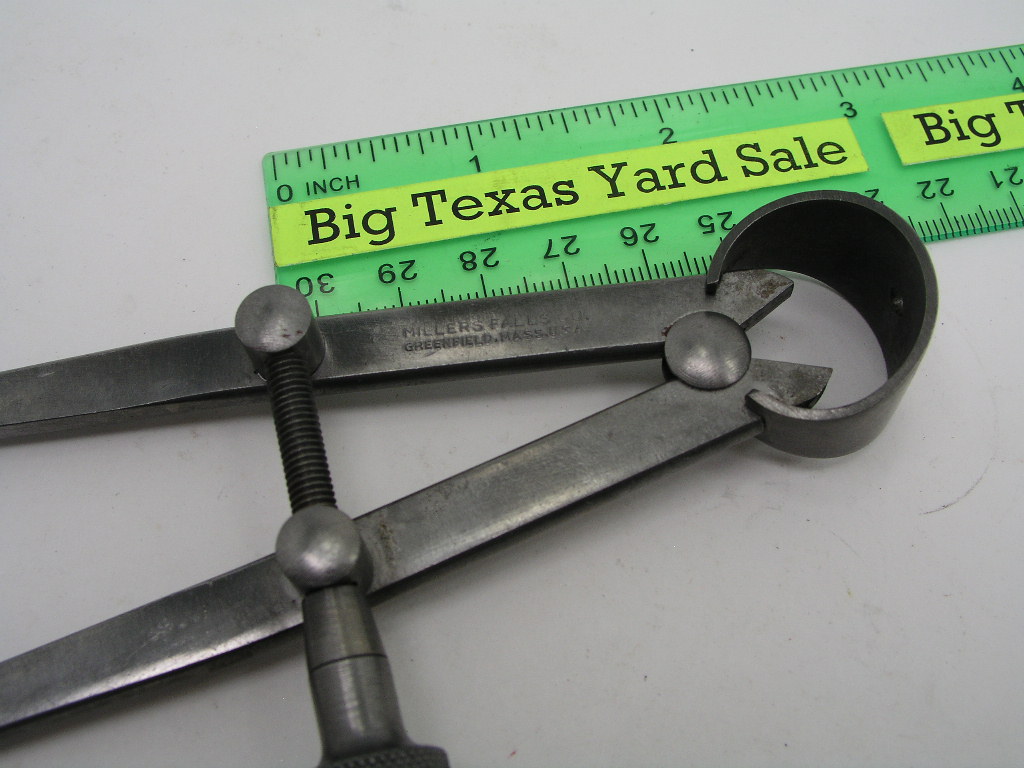 0 INCH 1 2 3 4
Big Texas Yard Sale
Big T
30 29 28 27 26 25 23 22 21
MILLERS FALLS CO.
GREENFIELD, MASS. U.S.A.